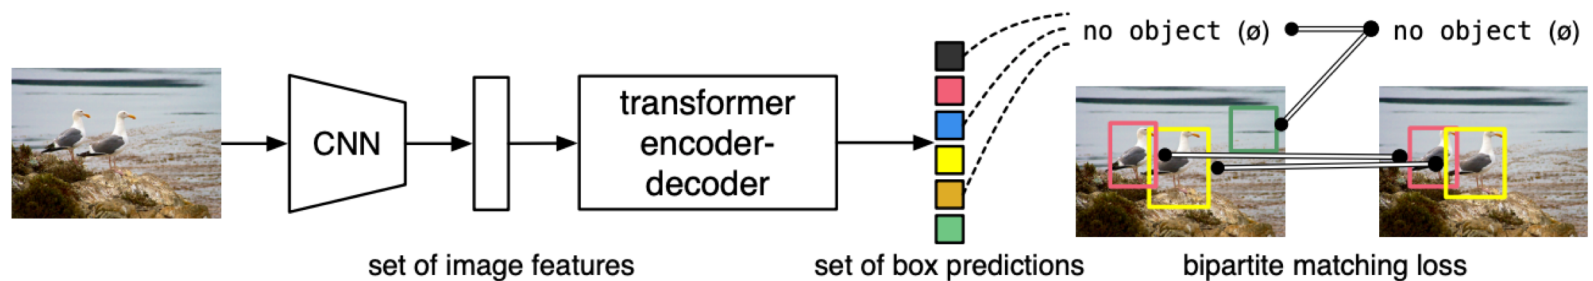 no object (ø)
no object (ø)
CNN
transformer
encoder-
decoder
set of image features
set of box predictions
bipartite matching loss